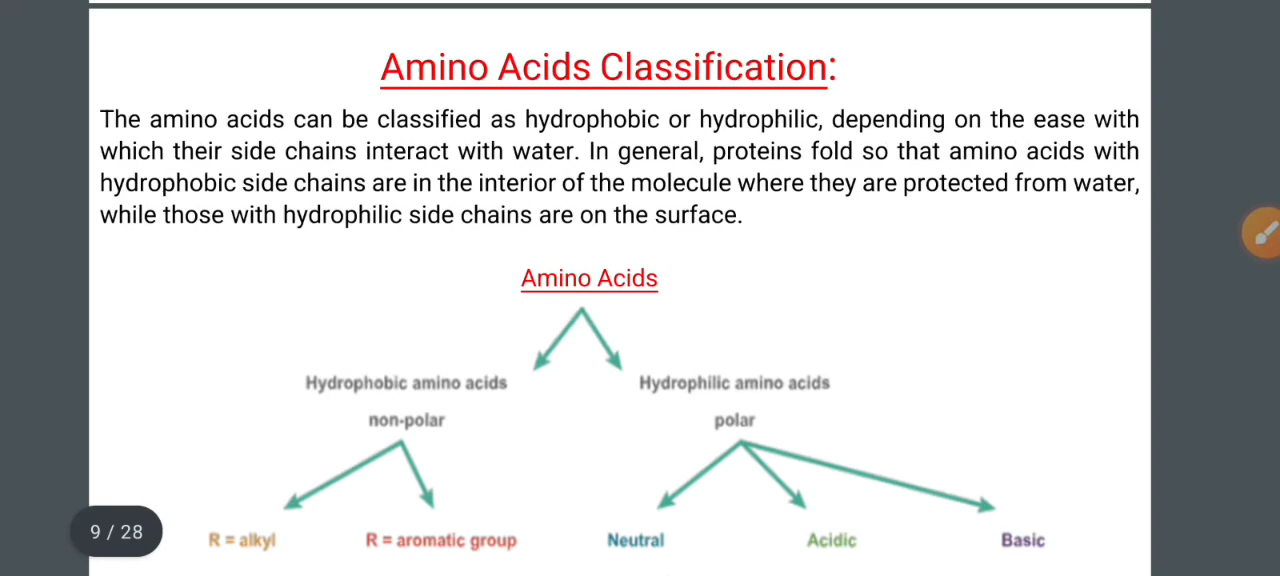 Amino Acids Classification:
The amino acids can be classified as hydrophobic or hydrophilic, depending on the ease with
which their side chains interact with water. In general, proteins fold so that amino acids with
hydrophobic side chains are in the interior of the molecule where they are protected from water,
while those with hydrophilic side chains are on the surface.
Amino Acids
Hydrophobic amino acids
non-polar
Hydrophilic amino acids
polar
R = alkyl
R = aromatic group
Neutral
Acidic
Basic
9 / 28